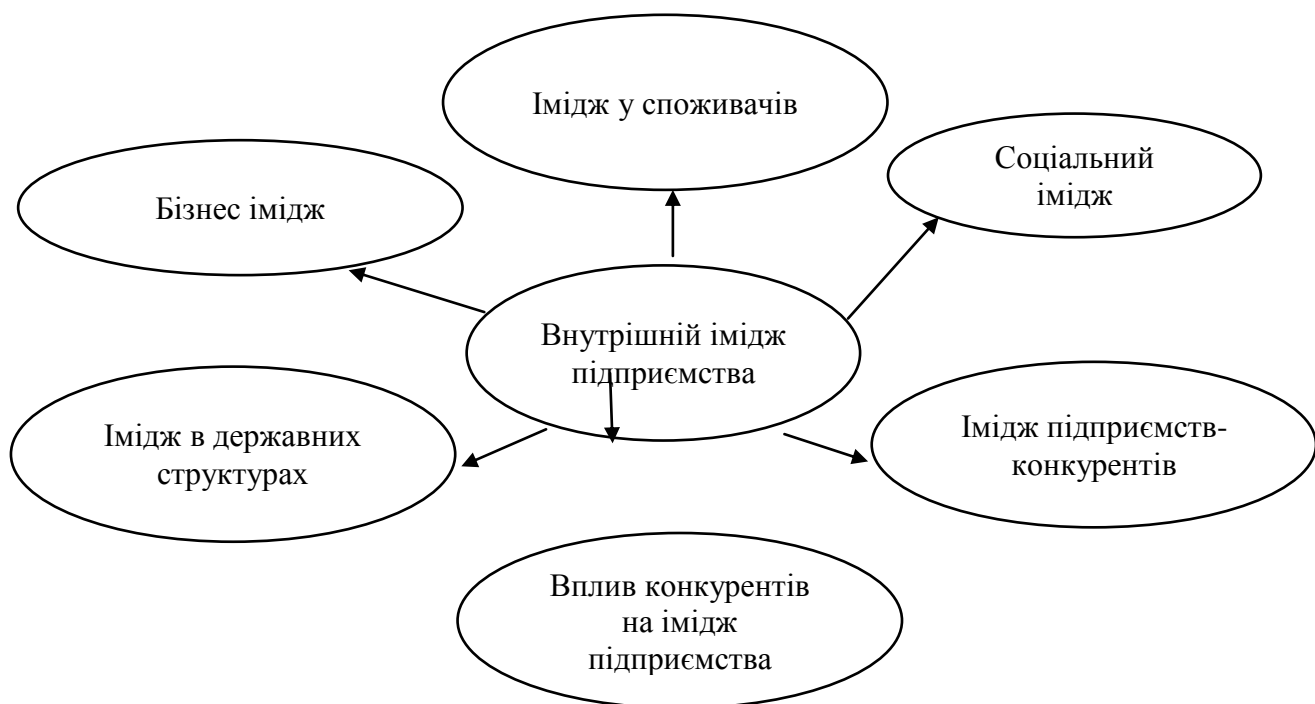 Імідж у споживачів
Соціальний
імідж
Бізнес імідж
Внутрішній імідж
підприємства
Імідж в державних
структурах
Імідж підприємств-
конкурентів
Вплив конкурентів
на імідж
підприємства